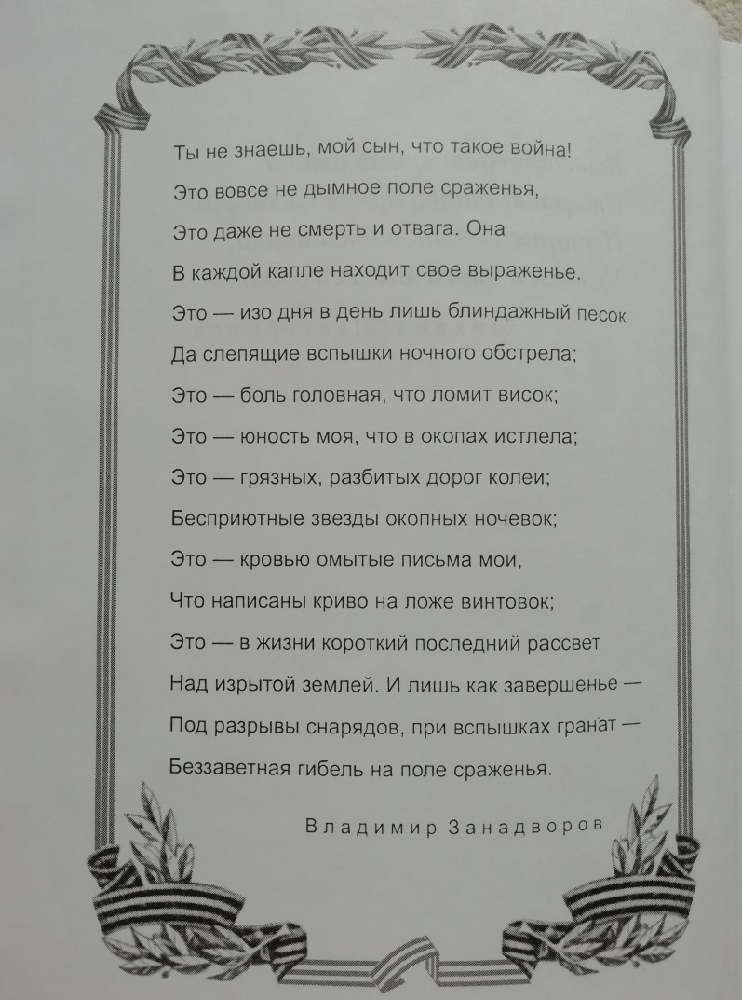 Ты не знаешь, мой сын, что такое война!
Это вовсе не дымное поле сраженья,
Это даже не смерть и отвага. Она
В каждой капле находит свое выраженье.
Это — изо дня в день лишь блиндажный песок
Да слепящие вспышки ночного обстрела;
Это — боль головная, что ломит висок;
Это — юность моя, что в окопах истлела;
Это — грязных, разбитых дорог колеи;
Бесприютные звезды окопных ночевок;
Это — кровью омытые письма мои,
Что написаны криво на ложе винтовок;
Это — в жизни короткий последний рассвет
Над изрытой землей. И лишь как завершенье —
Под разрывы снарядов, при вспышках гранат —
Беззаветная гибель на поле сраженья.
Владимир Занадворов